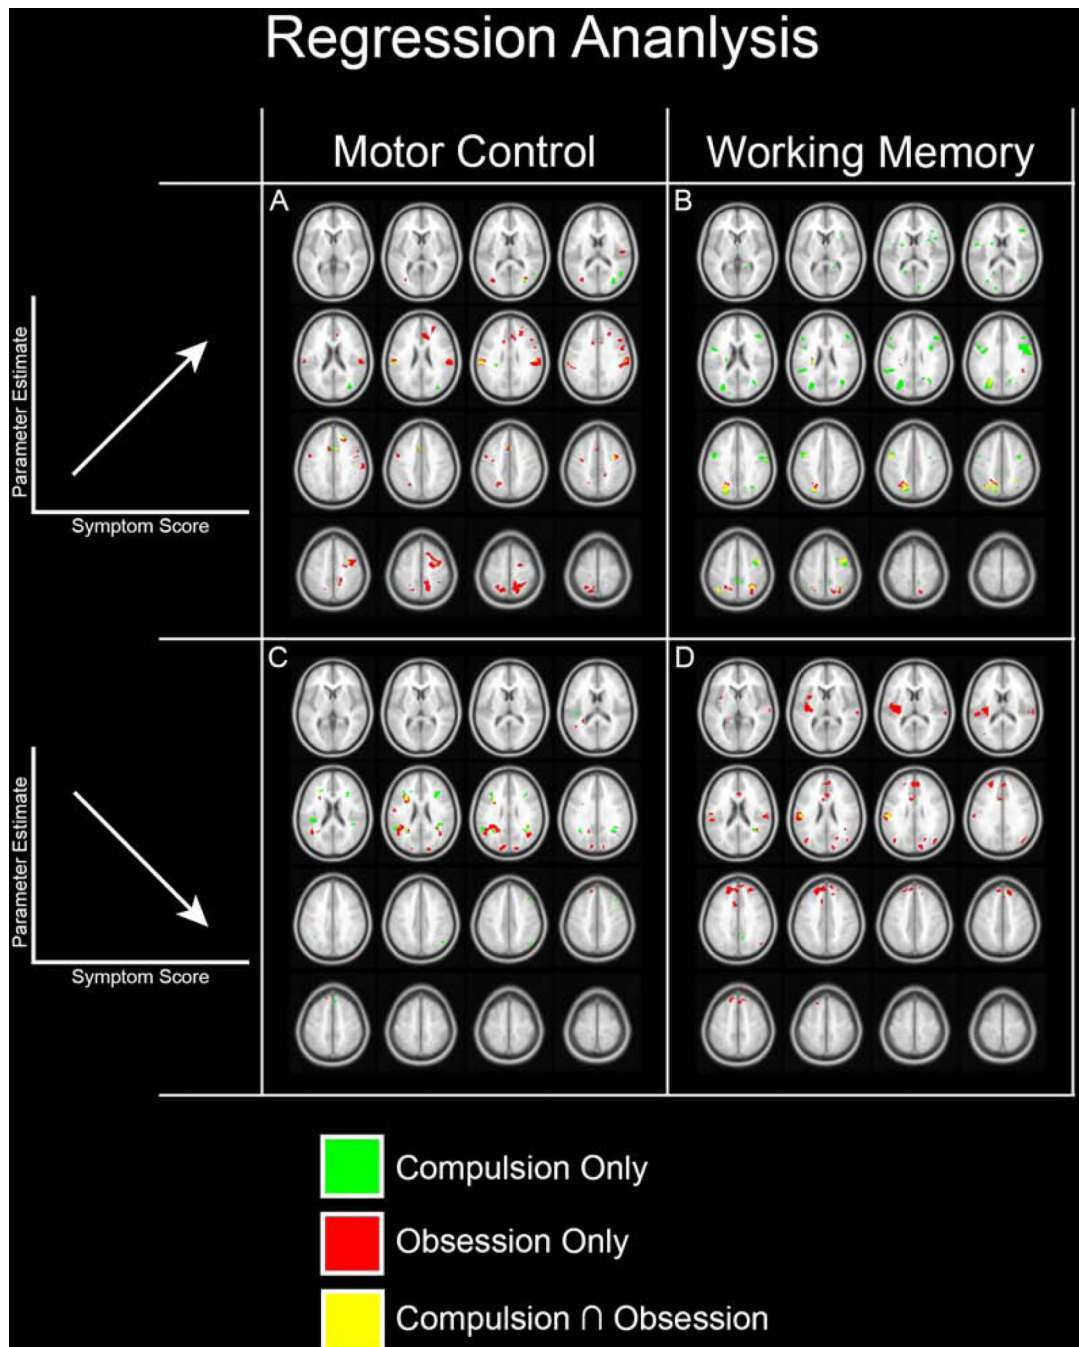 Regression Ananlysis
Motor Control
Working Memory
A
B
Parameter Estimate
Symptom Score
C
D
Parameter Estimate
Symptom Score
Compulsion Only
Obsession Only
Compulsion ∩ Obsession